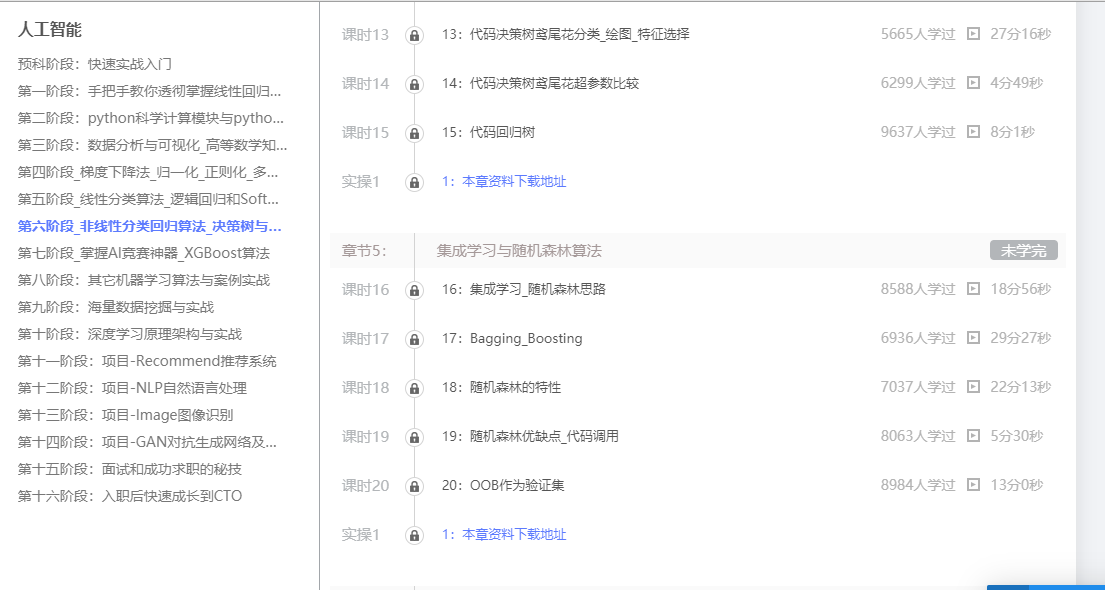 人工智能
预科阶段：快速实战入门
第一阶段：手把手教你透彻掌握线性回归...
第二阶段：python科学计算模块与pytho...
第三阶段：数据分析与可视化_高等数学知...
第四阶段_梯度下降法_归一化_正则化_多...
第五阶段_线性分类算法_逻辑回归和Soft...
第六阶段_非线性分类回归算法_决策树与...
第七阶段_掌握AI竞赛神器_XGBoost算法
第八阶段：其它机器学习算法与案例实战
第九阶段：海量数据挖掘与实战
第十阶段：深度学习原理架构与实战
第十一阶段：项目-Recommend推荐系统
第十二阶段：项目-NLP自然语言处理
第十三阶段：项目-Image图像识别
第十四阶段：项目-GAN对抗生成网络及...
第十五阶段：面试和成功求职的秘技
第十六阶段：入职后快速成长到CTO
课时13 13：代码决策树鸢尾花分类_绘图_特征选择 5665人学过 27分16秒
课时14 14：代码决策树鸢尾花超参数比较 6299人学过 4分49秒
课时15 15：代码回归树 9637人学过 8分1秒
实操1 1：本章资料下载地址
章节5： 集成学习与随机森林算法 未学完
课时16 16：集成学习_随机森林思路 8588人学过 18分56秒
课时17 17：Bagging_Boosting 6936人学过 29分27秒
课时18 18：随机森林的特性 7037人学过 22分13秒
课时19 19：随机森林优缺点_代码调用 8063人学过 5分30秒
课时20 20：OOB作为验证集 8984人学过 13分0秒
实操1 1：本章资料下载地址